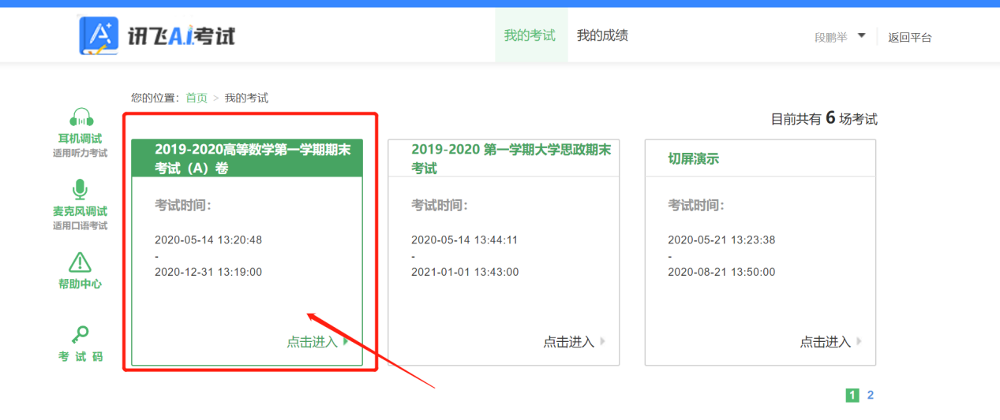 讯飞A.i.考试
我的考试
我的成绩
段鹏举
返回平台
您的位置：首页 > 我的考试
目前共有 6 场考试
耳机调试
适用听力考试
麦克风调试
适用口语考试
帮助中心
考 试 码
2019-2020高等数学第一学期期末
考试（A）卷
考试时间：
2020-05-14 13:20:48
-
2020-12-31 13:19:00
点击进入
2019-2020 第一学期大学思政期末
考试
考试时间：
2020-05-14 13:44:11
-
2021-01-01 13:43:00
点击进入
切屏演示
考试时间：
2020-05-21 13:23:38
-
2020-08-21 13:50:00
点击进入
1 2